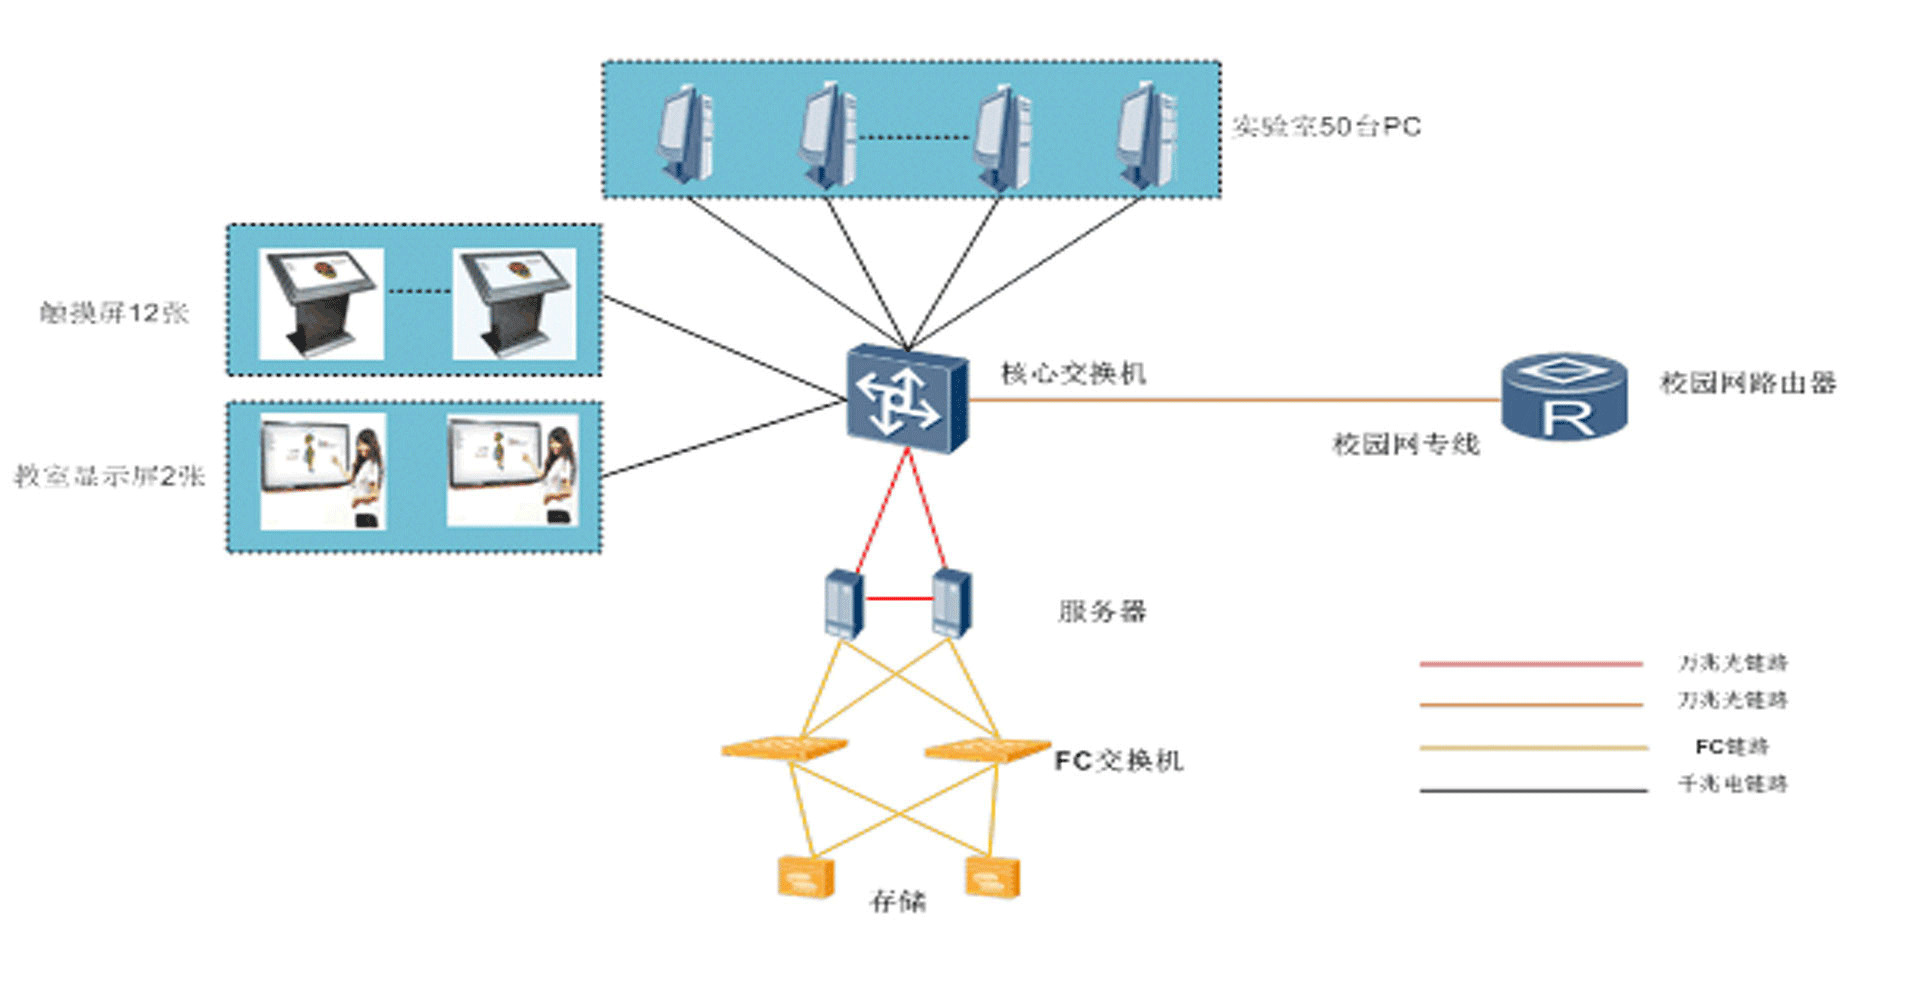 实验室50台PC
触摸屏12张
核心交换机
校园网路由器
校园网专线
教室显示屏2张
服务器
万兆光链路
万兆光链路
FC链路
千兆电链路
FC交换机
存储
R